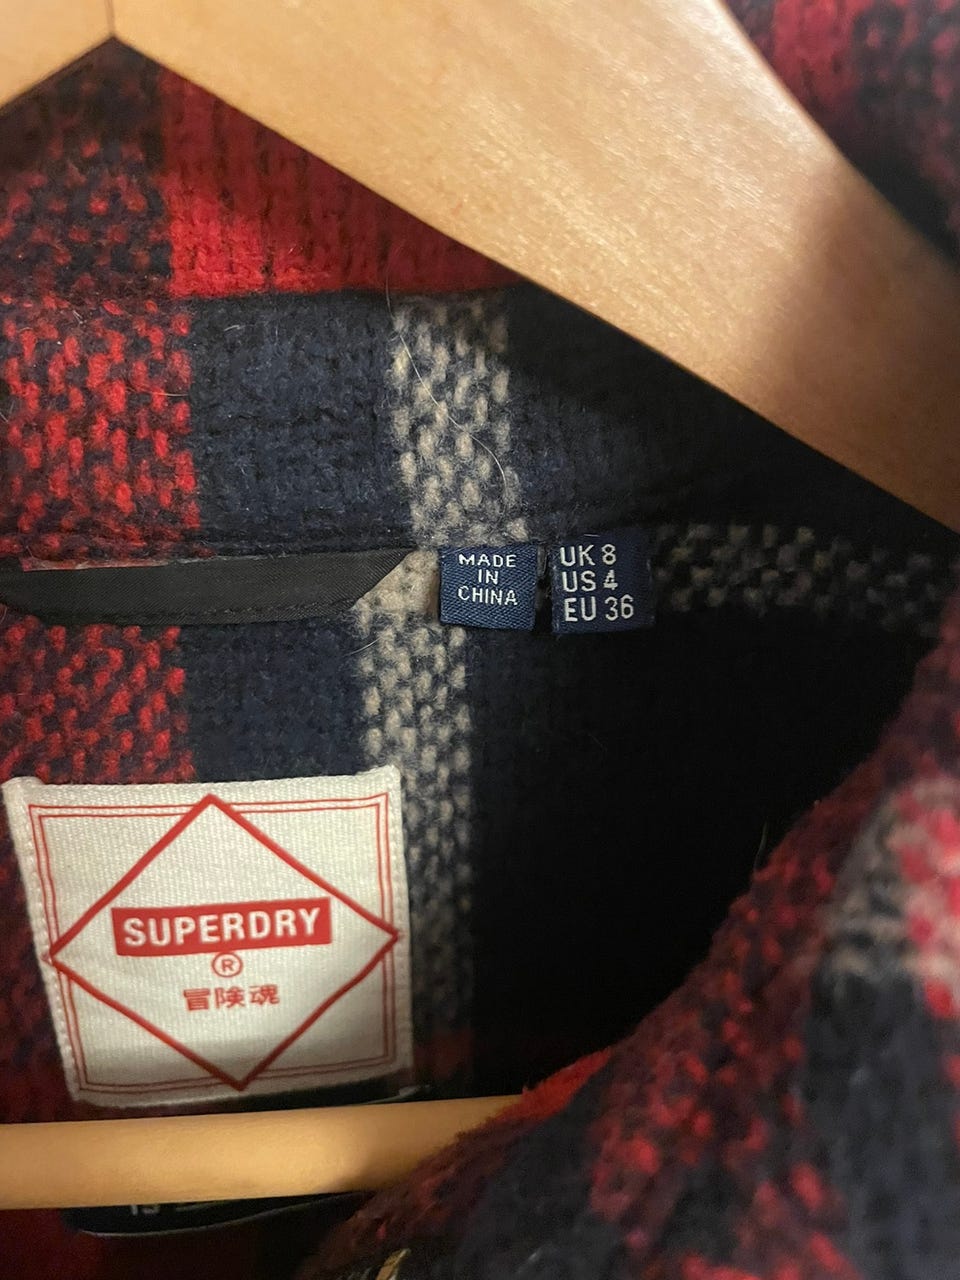 MADE
IN
CHINA
UK 8
US 4
EU 36
SUPERDRY
®
冒険魂